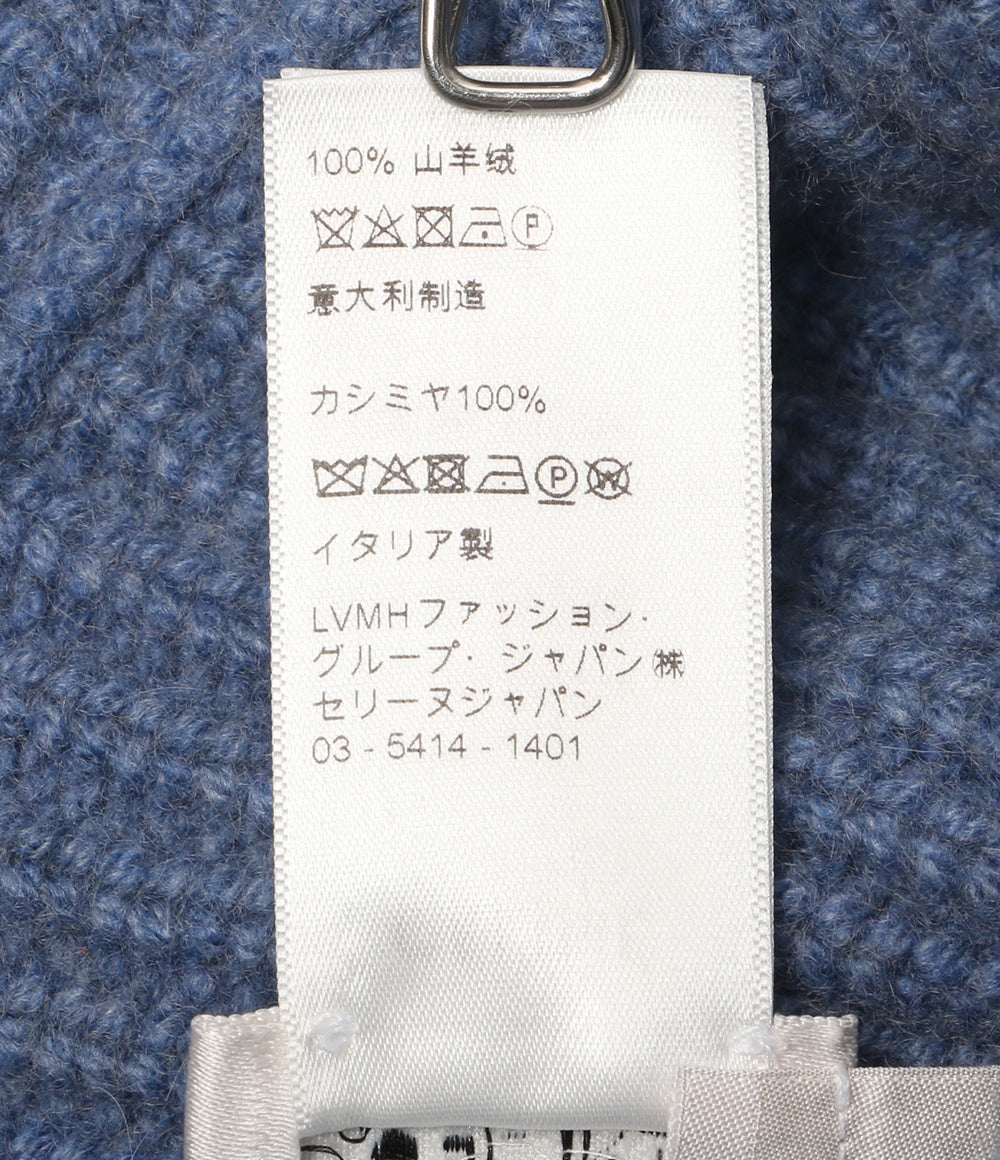 100% 山羊绒
P
意大利制造
カシミヤ100%
P W
イタリア製
LVMHファッション・
グループ・ジャパン㈱
セリーヌジャパン
03 - 5414 - 1401